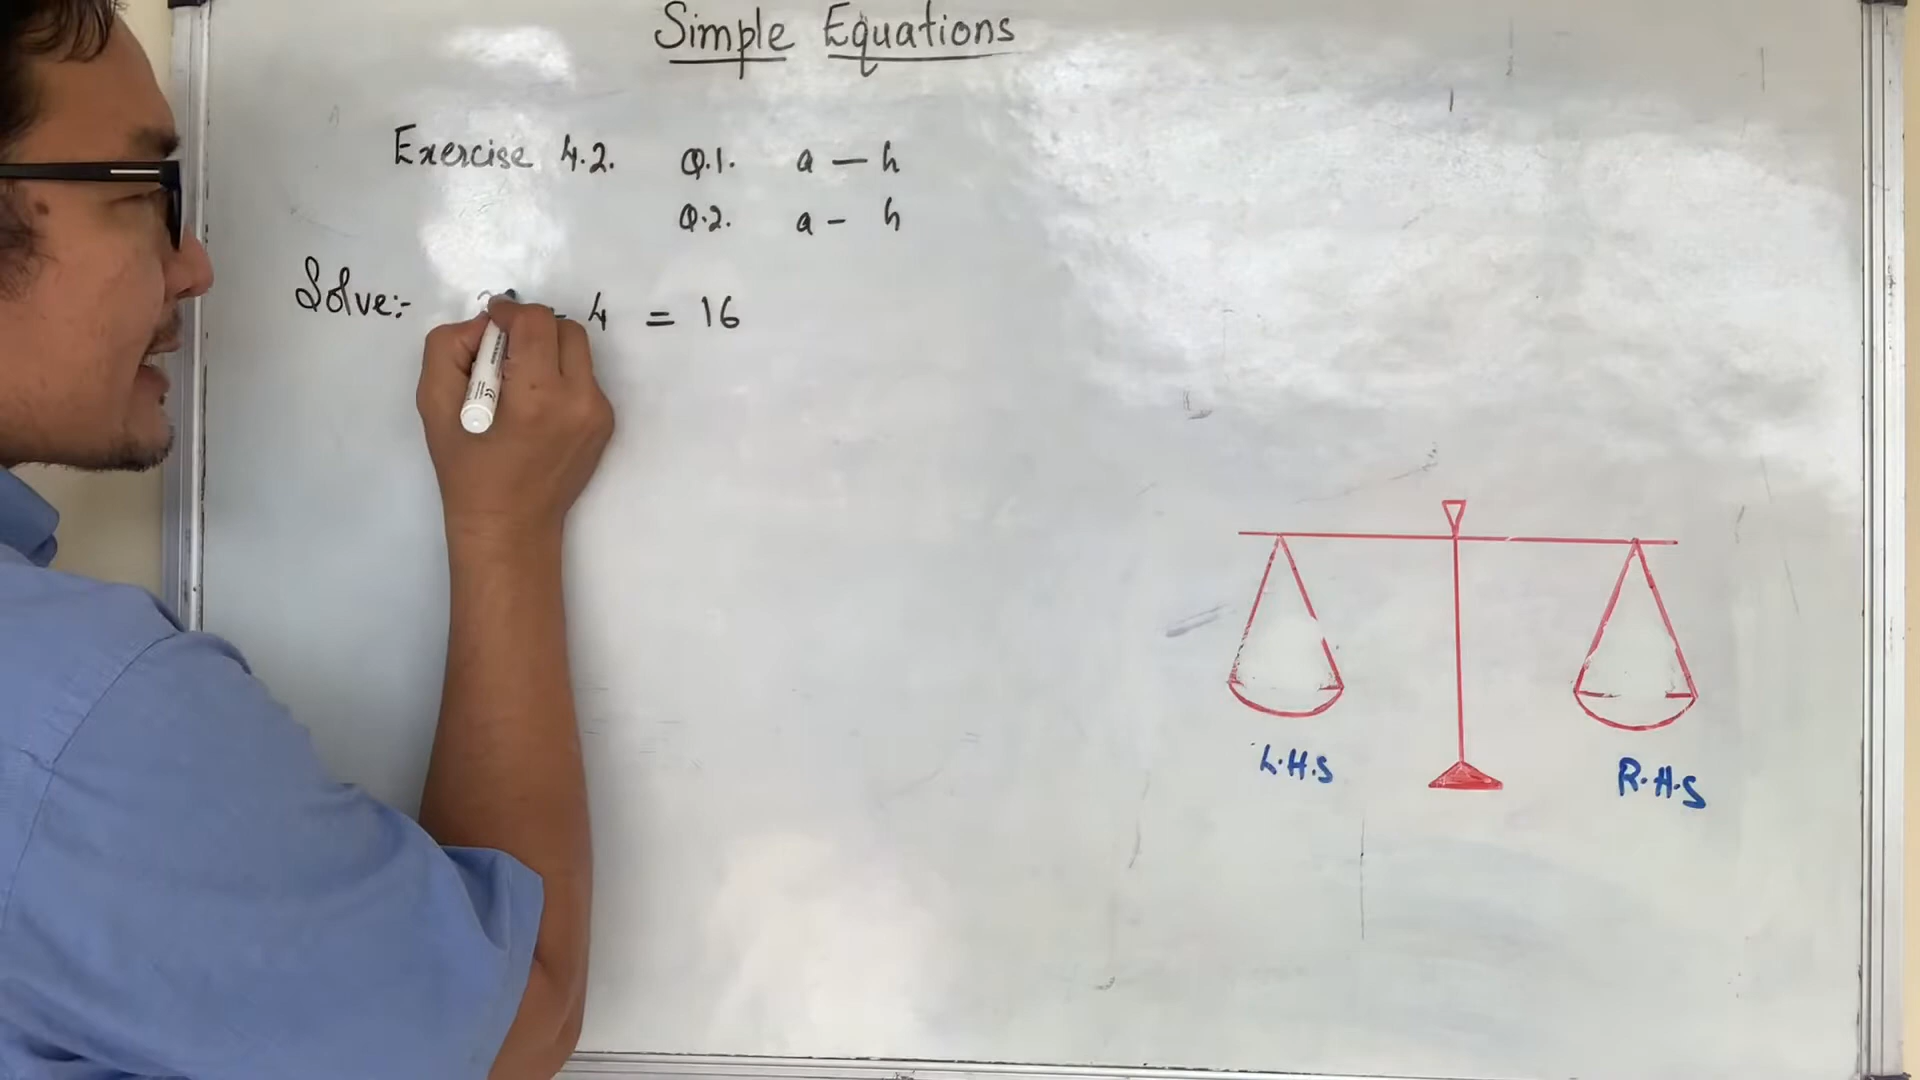 Simple Equations
Exercise 4.2. Q.1. a — h
Q.2. a - h
Solve:- 4 = 16
L.H.S R.H.S